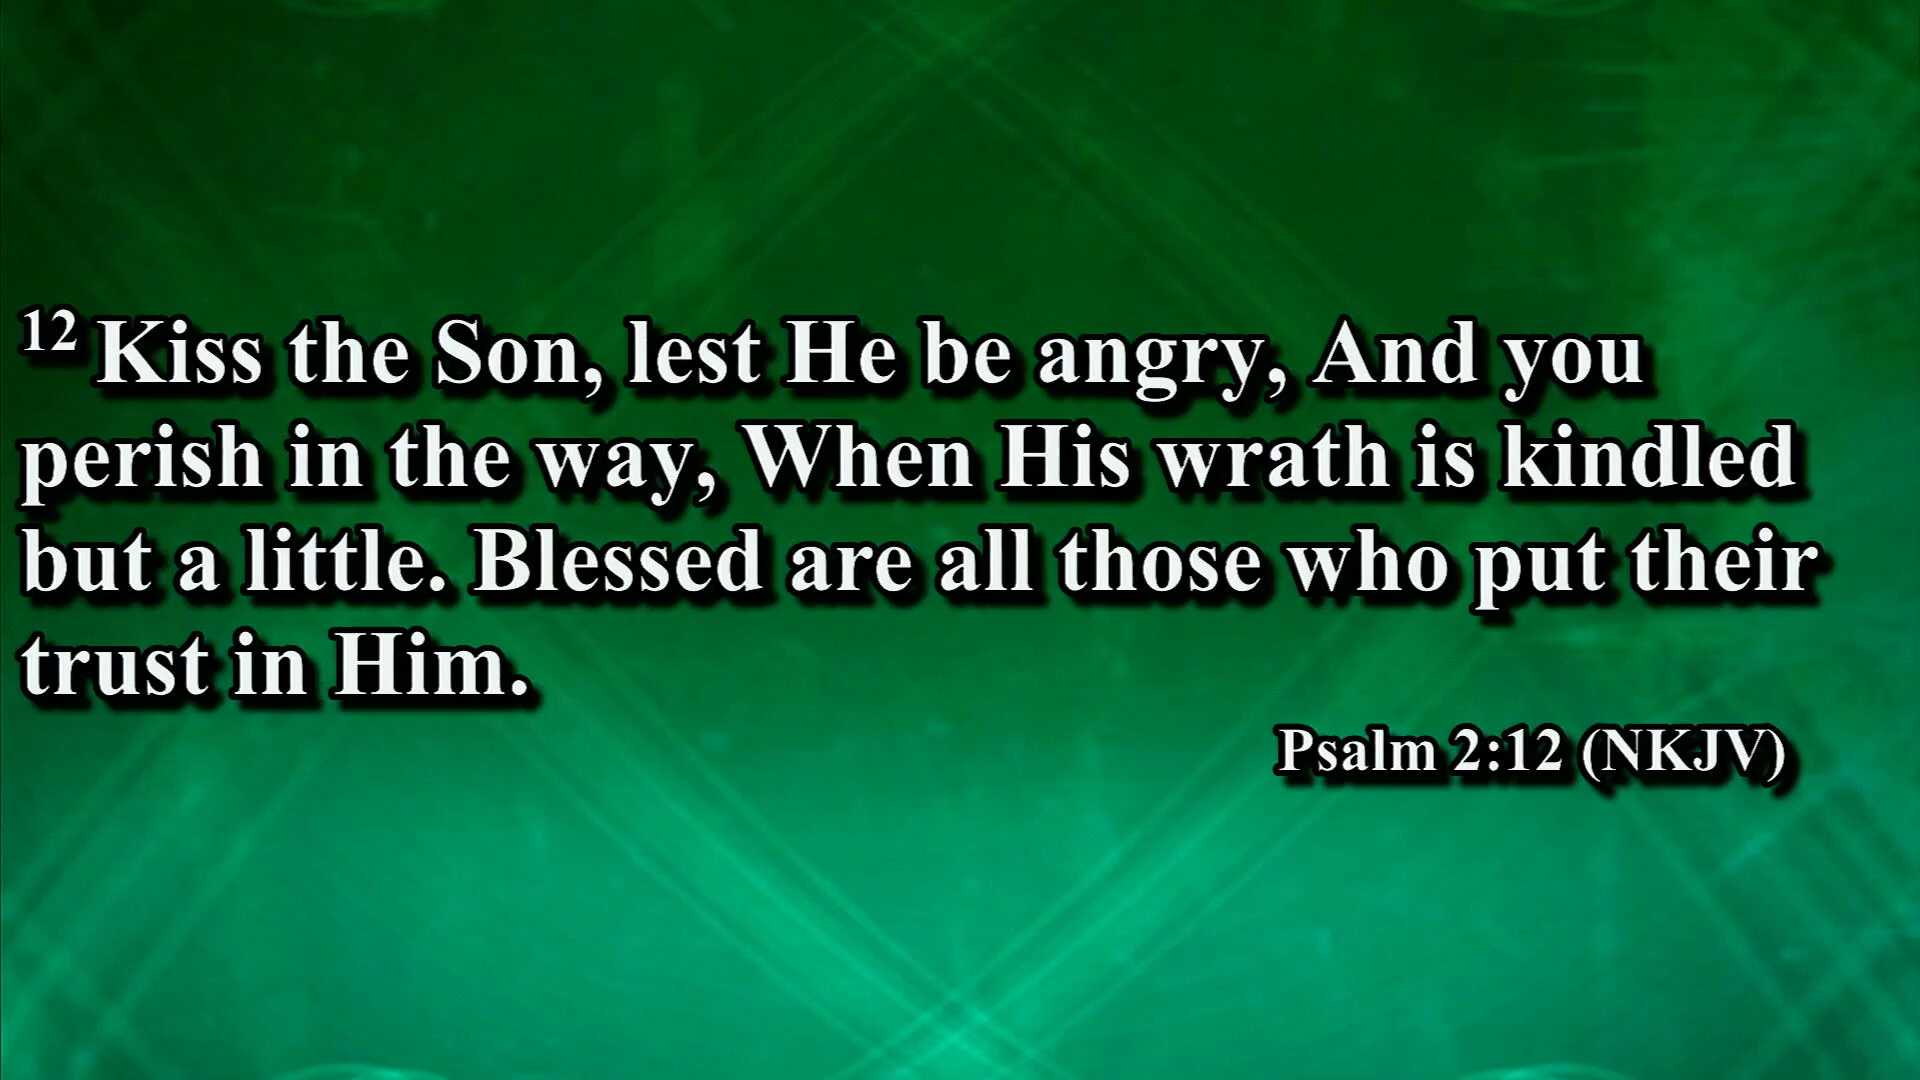 12 Kiss the Son, lest He be angry, And you
perish in the way, When His wrath is kindled
but a little. Blessed are all those who put their
trust in Him.
Psalm 2:12 (NKJV)